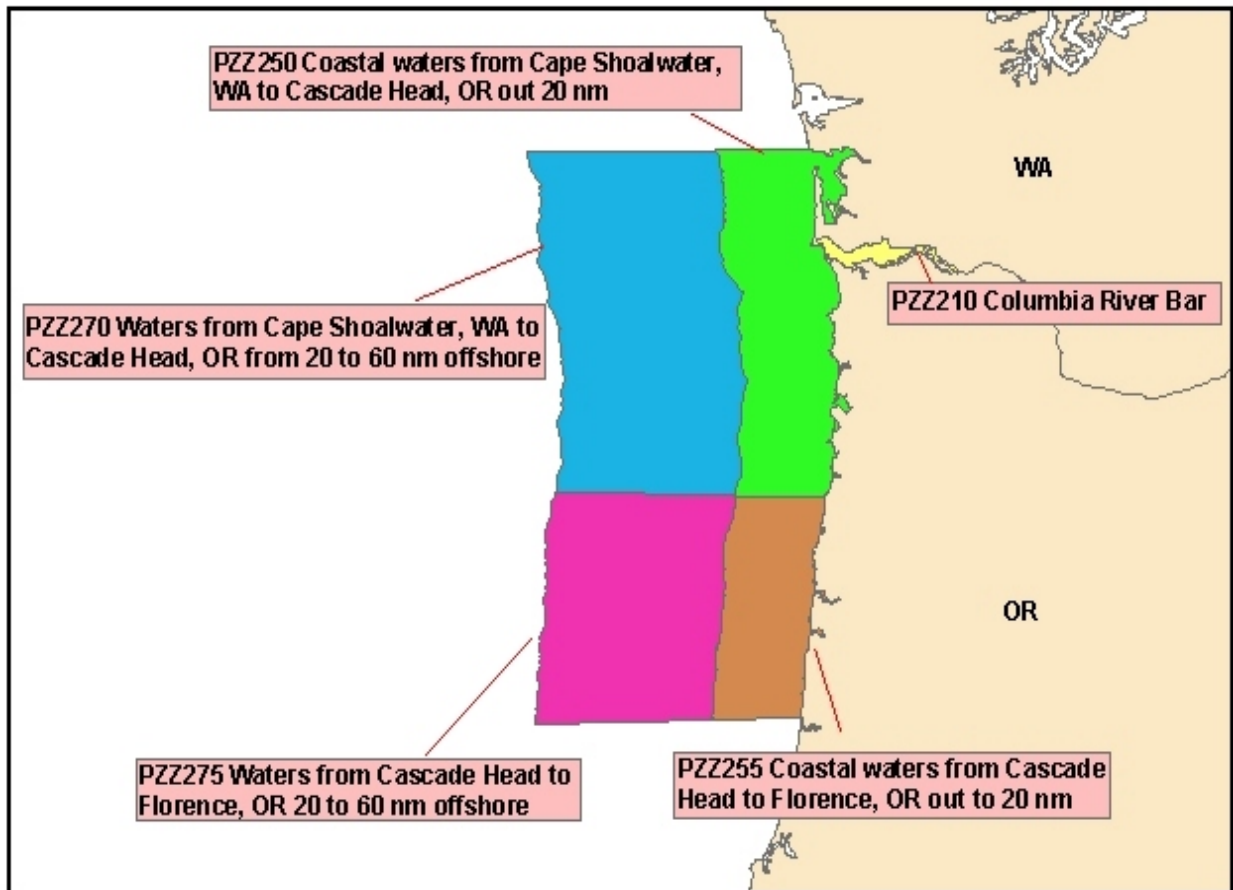 PZZ250 Coastal waters from Cape Shoalwater,
WA to Cascade Head, OR out 20 nm
WA
PZZ210 Columbia River Bar
PZZ270 Waters from Cape Shoalwater, WA to
Cascade Head, OR from 20 to 60 nm offshore
OR
PZZ275 Waters from Cascade Head to
Florence, OR 20 to 60 nm offshore
PZZ255 Coastal waters from Cascade
Head to Florence, OR out to 20 nm